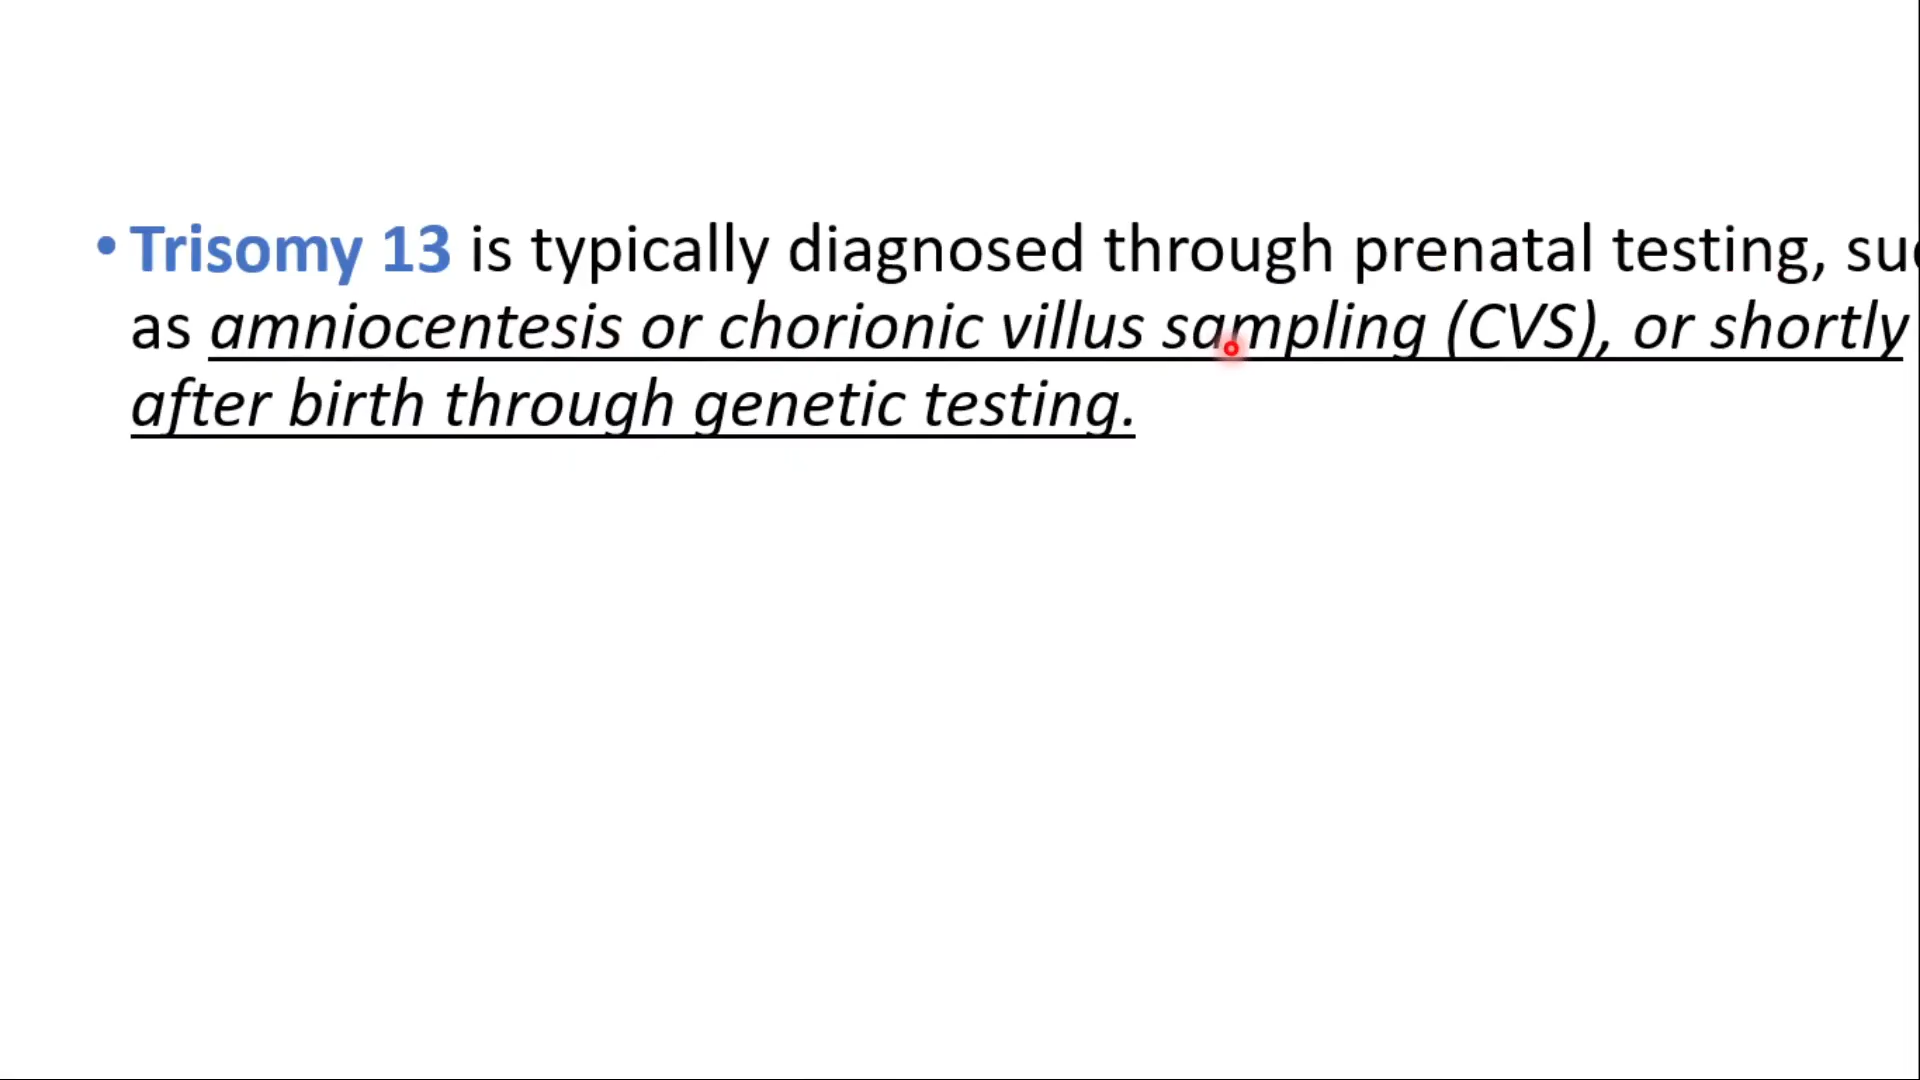 • Trisomy 13 is typically diagnosed through prenatal testing,
as amniocentesis or chorionic villus sampling (CVS), or shortly
after birth through genetic testing.